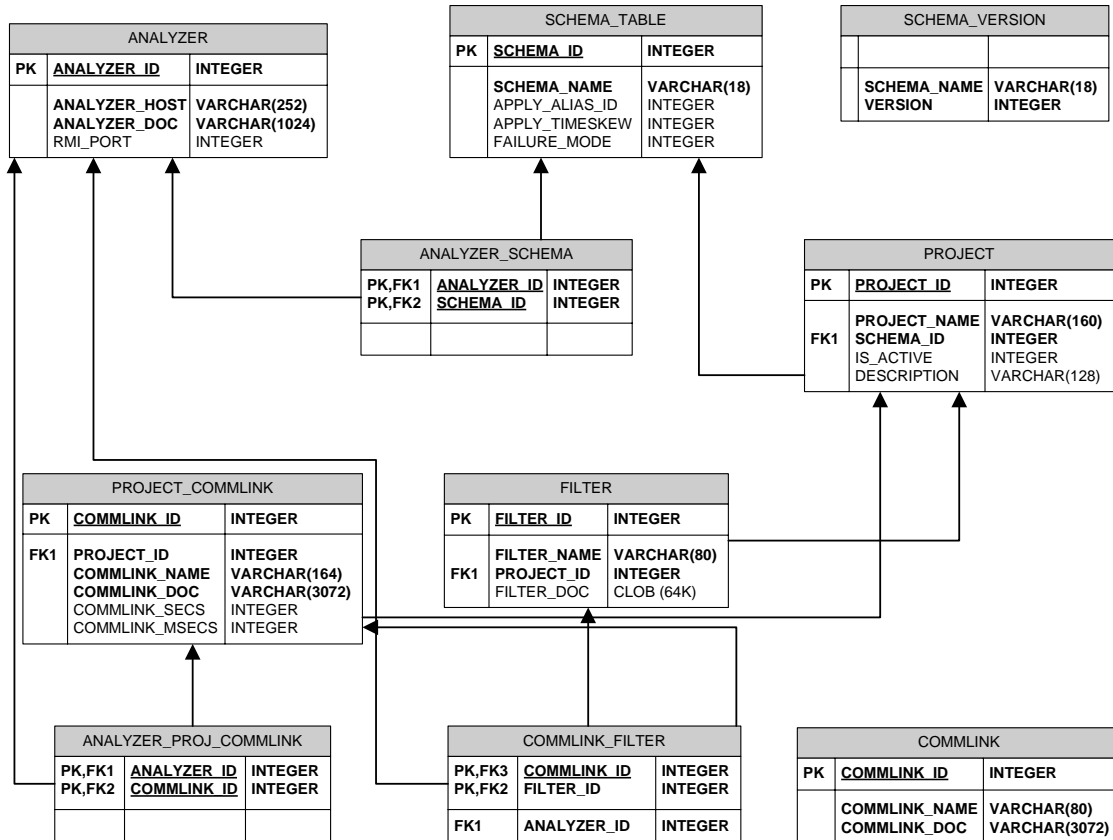 ANALYZER
PK ANALYZER_ID INTEGER
ANALYZER_HOST VARCHAR(252)
ANALYZER_DOC VARCHAR(1024)
RMI_PORT INTEGER
SCHEMA_TABLE
PK SCHEMA_ID INTEGER
SCHEMA_NAME VARCHAR(18)
APPLY_ALIAS_ID INTEGER
APPLY_TIMESKEW INTEGER
FAILURE_MODE INTEGER
SCHEMA_VERSION
SCHEMA_NAME VARCHAR(18)
VERSION INTEGER
ANALYZER_SCHEMA
PK,FK1 ANALYZER_ID INTEGER
PK,FK2 SCHEMA_ID INTEGER
PROJECT
PK PROJECT_ID INTEGER
PROJECT_NAME VARCHAR(160)
FK1 SCHEMA_ID INTEGER
IS_ACTIVE INTEGER
DESCRIPTION VARCHAR(128)
PROJECT_COMMLINK
PK COMMLINK_ID INTEGER
FK1 PROJECT_ID INTEGER
COMMLINK_NAME VARCHAR(164)
COMMLINK_DOC VARCHAR(3072)
COMMLINK_SECS INTEGER
COMMLINK_MSECS INTEGER
FILTER
PK FILTER_ID INTEGER
FILTER_NAME VARCHAR(80)
FK1 PROJECT_ID INTEGER
FILTER_DOC CLOB (64K)
ANALYZER_PROJ_COMMLINK
PK,FK1 ANALYZER_ID INTEGER
PK,FK2 COMMLINK_ID INTEGER
COMMLINK_FILTER
PK,FK3 COMMLINK_ID INTEGER
PK,FK2 FILTER_ID INTEGER
FK1 ANALYZER_ID INTEGER
COMMLINK
PK COMMLINK_ID INTEGER
COMMLINK_NAME VARCHAR(80)
COMMLINK_DOC VARCHAR(3072)